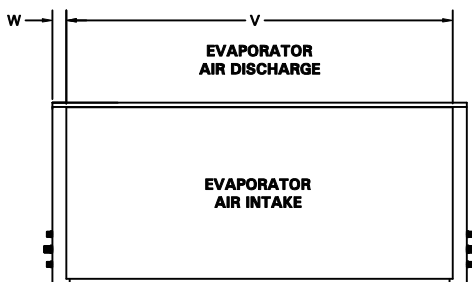 W V
EVAPORATOR
AIR DISCHARGE
EVAPORATOR
AIR INTAKE